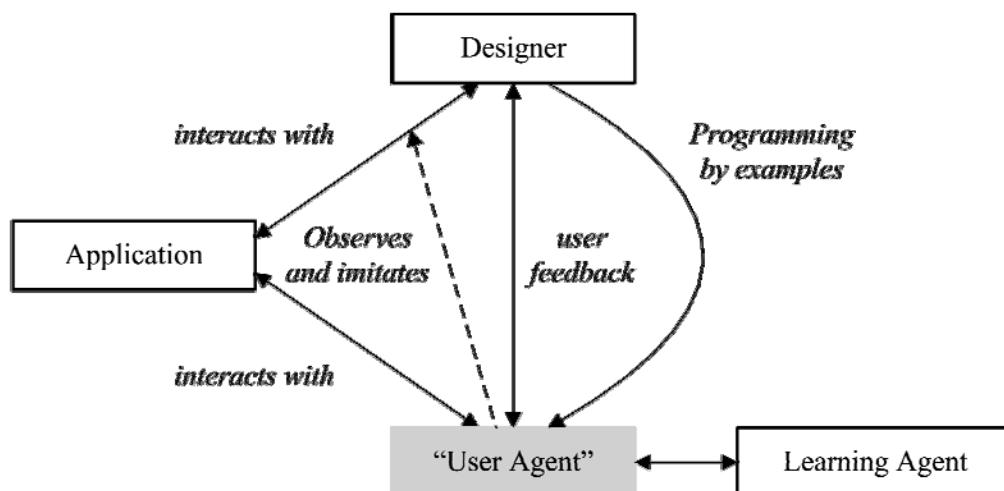 Designer
interacts with
Programming
by examples
Application
Observes
and imitates
user
feedback
interacts with
“User Agent”
Learning Agent